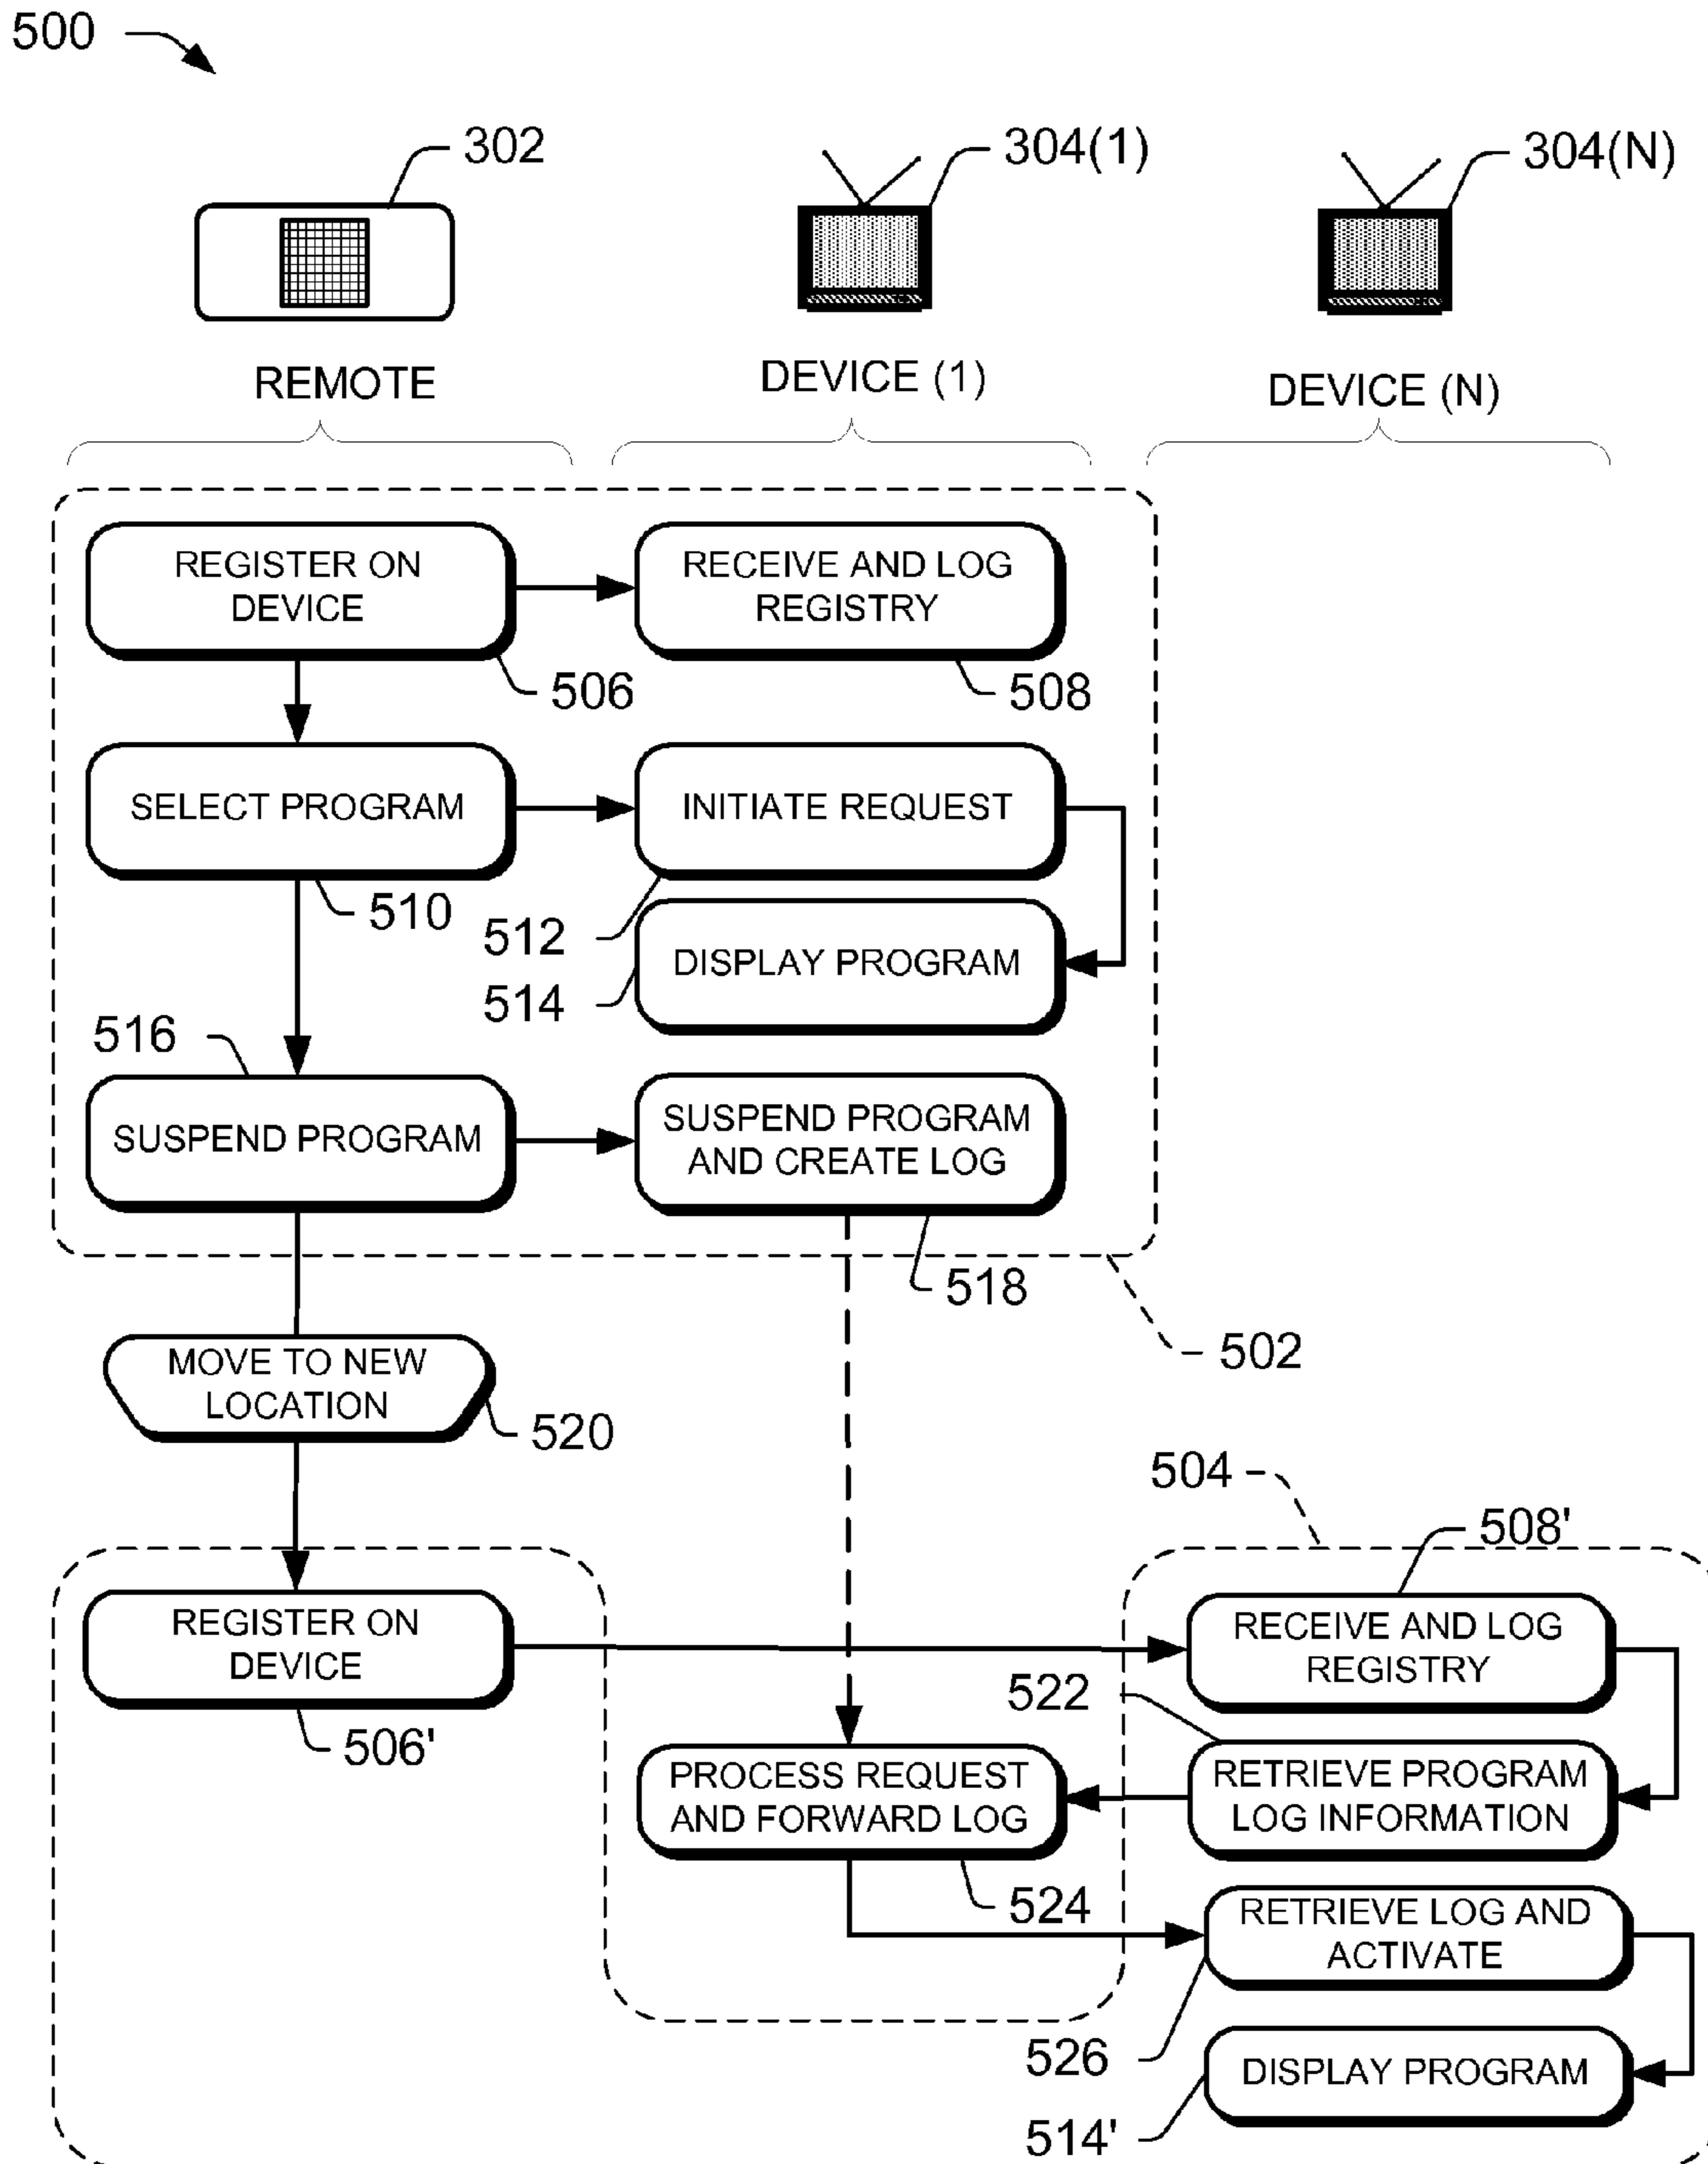 500
302
304(1)
304(N)
REMOTE
DEVICE (1)
DEVICE (N)
REGISTER ON
DEVICE
506
RECEIVE AND LOG
REGISTRY
508
SELECT PROGRAM
510
INITIATE REQUEST
512
DISPLAY PROGRAM
514
516
SUSPEND PROGRAM
SUSPEND PROGRAM
AND CREATE LOG
518
502
MOVE TO NEW
LOCATION
520
504
508'
REGISTER ON
DEVICE
506'
RECEIVE AND LOG
REGISTRY
522
RETRIEVE PROGRAM
LOG INFORMATION
PROCESS REQUEST
AND FORWARD LOG
524
RETRIEVE LOG AND
ACTIVATE
526
DISPLAY PROGRAM
514'